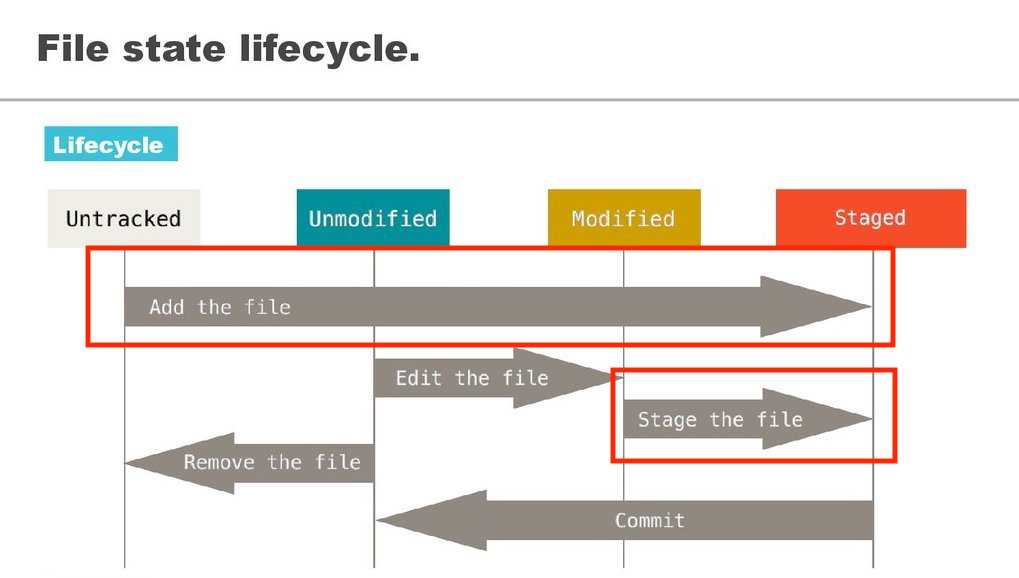 File state lifecycle.
Lifecycle
Untracked
Unmodified
Modified
Staged
Add the file
Edit the file
Stage the file
Remove the file
Commit